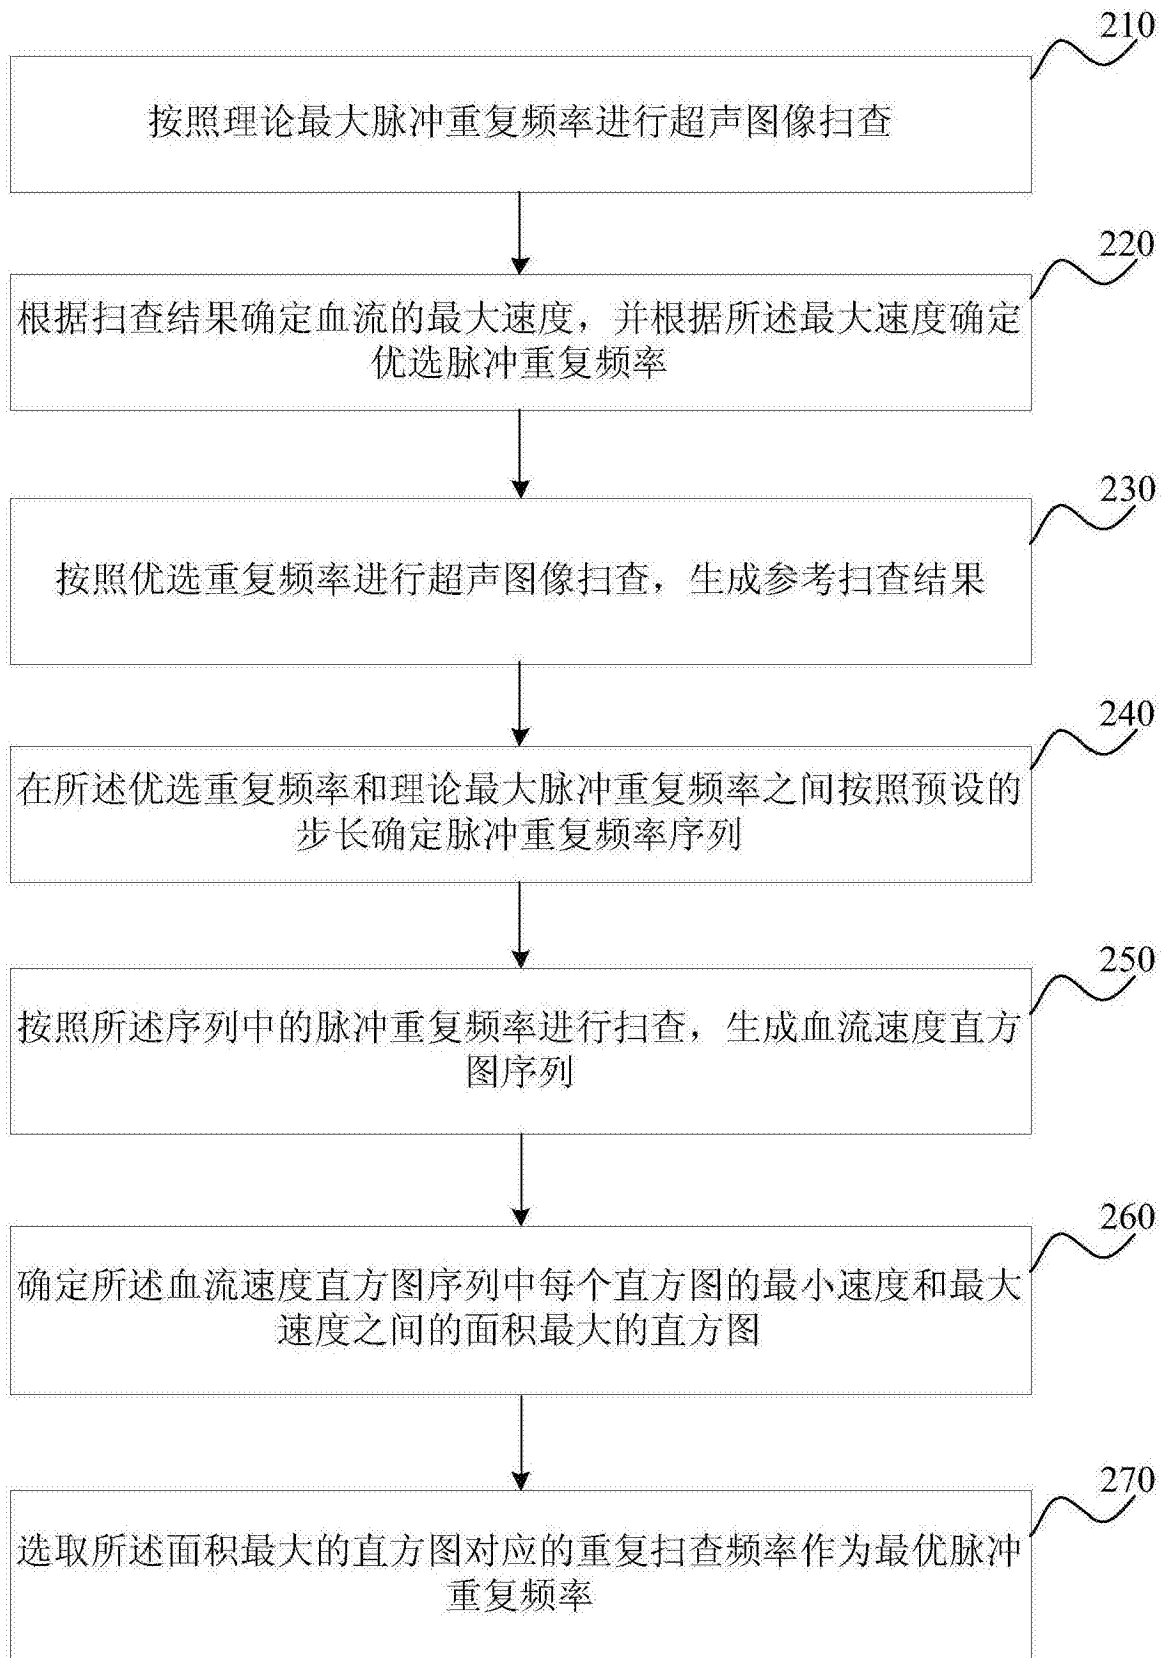 210
按照理论最大脉冲重复频率进行超声图像扫查
220
根据扫查结果确定血流的最大速度，并根据所述最大速度确定
优选脉冲重复频率
230
按照优选重复频率进行超声图像扫查，生成参考扫查结果
240
在所述优选重复频率和理论最大脉冲重复频率之间按照预设的
步长确定脉冲重复频率序列
250
按照所述序列中的脉冲重复频率进行扫查，生成血流速度直方
图序列
260
确定所述血流速度直方图序列中每个直方图的最小速度和最大
速度之间的面积最大的直方图
270
选取所述面积最大的直方图对应的重复扫查频率作为最优脉冲
重复频率